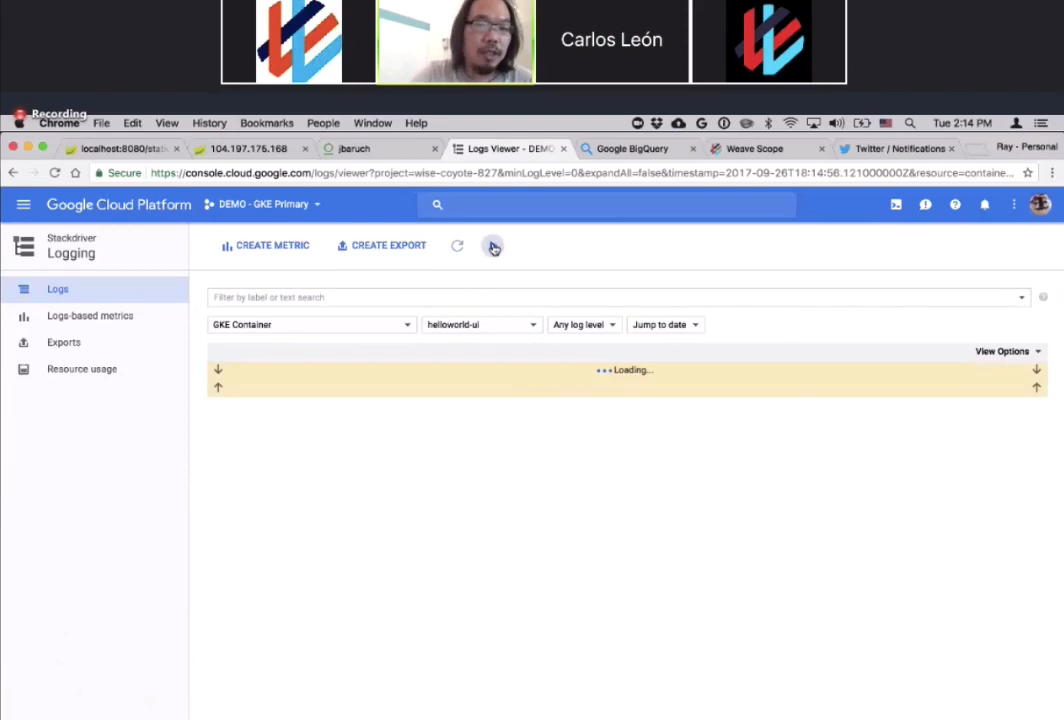 Carlos León
Recording
Chrome File Edit View History Bookmarks People Window Help Tue 2:14 PM
localhost:8080/stati 104.197.175.168 jbaruch Logs Viewer - DEMO Google BigQuery Weave Scope Twitter / Notifications Ray - Personal
Secure https://console.cloud.google.com/logs/viewer?project=wise-coyote-827&minLogLevel=0&expandAll=false&timestamp=2017-09-26T18:14:56.121000000Z&resource=containe...
Google Cloud Platform DEMO - GKE Primary
Stackdriver
Logging
CREATE METRIC CREATE EXPORT
Logs
Logs-based metrics
Exports
Resource usage
Filter by label or text search
GKE Container helloworld-ui Any log level Jump to date
View Options
Loading...